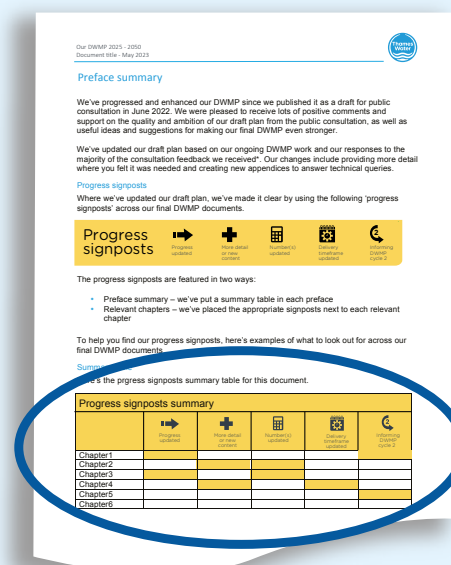 Our DWMP 2025 - 2050
Document title - May 2023
Thames
Water
Preface summary
We've progressed and enhanced our DWMP since we published it as a draft for public
consultation in June 2022. We were pleased to receive lots of positive comments and
support on the quality and ambition of our draft plan from the public consultation, as well as
useful ideas and suggestions for making our final DWMP even stronger.
We've updated our draft plan based on our ongoing DWMP work and our responses to the
majority of the consultation feedback we received*. Our changes include providing more detail
where you felt it was needed and creating new appendices to answer technical queries.
Progress signposts
Where we've updated our draft plan, we've made it clear by using the following 'progress
signposts' across our final DWMP documents.
Progress
signposts
Progress
updated
More detail
or new
content
Number(s)
updated
Delivery
timeframe
updated
2
Informing
DWMP
cycle 2
The progress signposts are featured in two ways:
• Preface summary – we've put a summary table in each preface
• Relevant chapters – we've placed the appropriate signposts next to each relevant
chapter
To help you find our progress signposts, here's examples of what to look out for across our
final DWMP documents.
the prgress signposts summary table for this document.
Progress signposts summary
Progress
updated
More detail
or new
content
Number(s)
updated
Delivery
timeframe
updated
2
Informing
DWMP
cycle 2
Chapter1
Chapter2
Chapter3
Chapter4
Chapter5
Chapter6